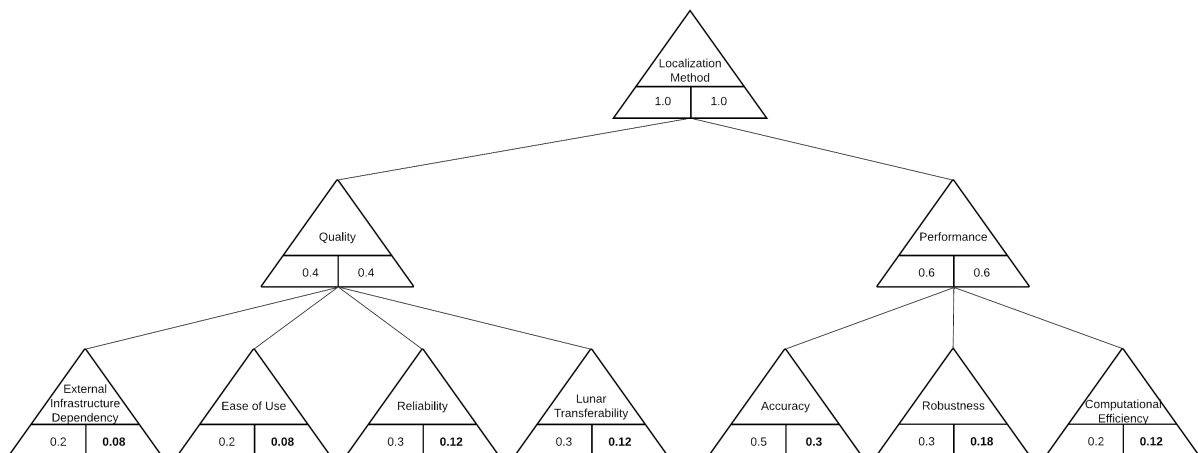 Localization
Method
1.0 1.0
Quality
0.4 0.4
Performance
0.6 0.6
External
Infrastructure
Dependency
0.2 0.08
Ease of Use
0.2 0.08
Reliability
0.3 0.12
Lunar
Transferability
0.3 0.12
Accuracy
0.5 0.3
Robustness
0.3 0.18
Computational
Efficiency
0.2 0.12